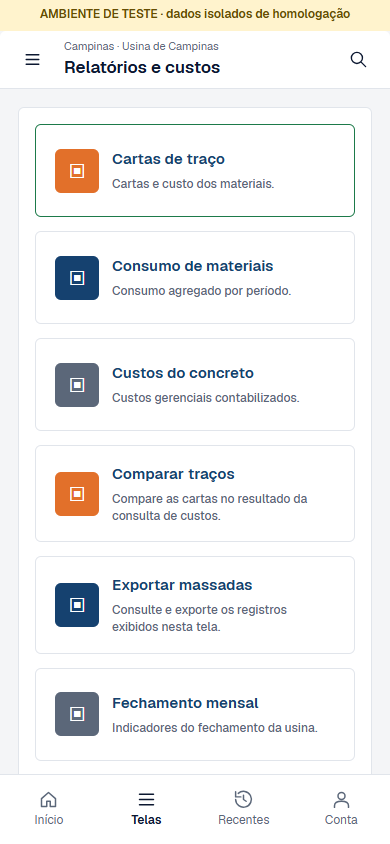 AMBIENTE DE TESTE · dados isolados de homologação
Campinas · Usina de Campinas
Relatórios e custos
Cartas de traço
Cartas e custo dos materiais.
Consumo de materiais
Consumo agregado por período.
Custos do concreto
Custos gerenciais contabilizados.
Comparar traços
Compare as cartas no resultado da
consulta de custos.
Exportar massadas
Consulte e exporte os registros
exibidos nesta tela.
Fechamento mensal
Indicadores do fechamento da usina.
Início
Telas
Recentes
Conta